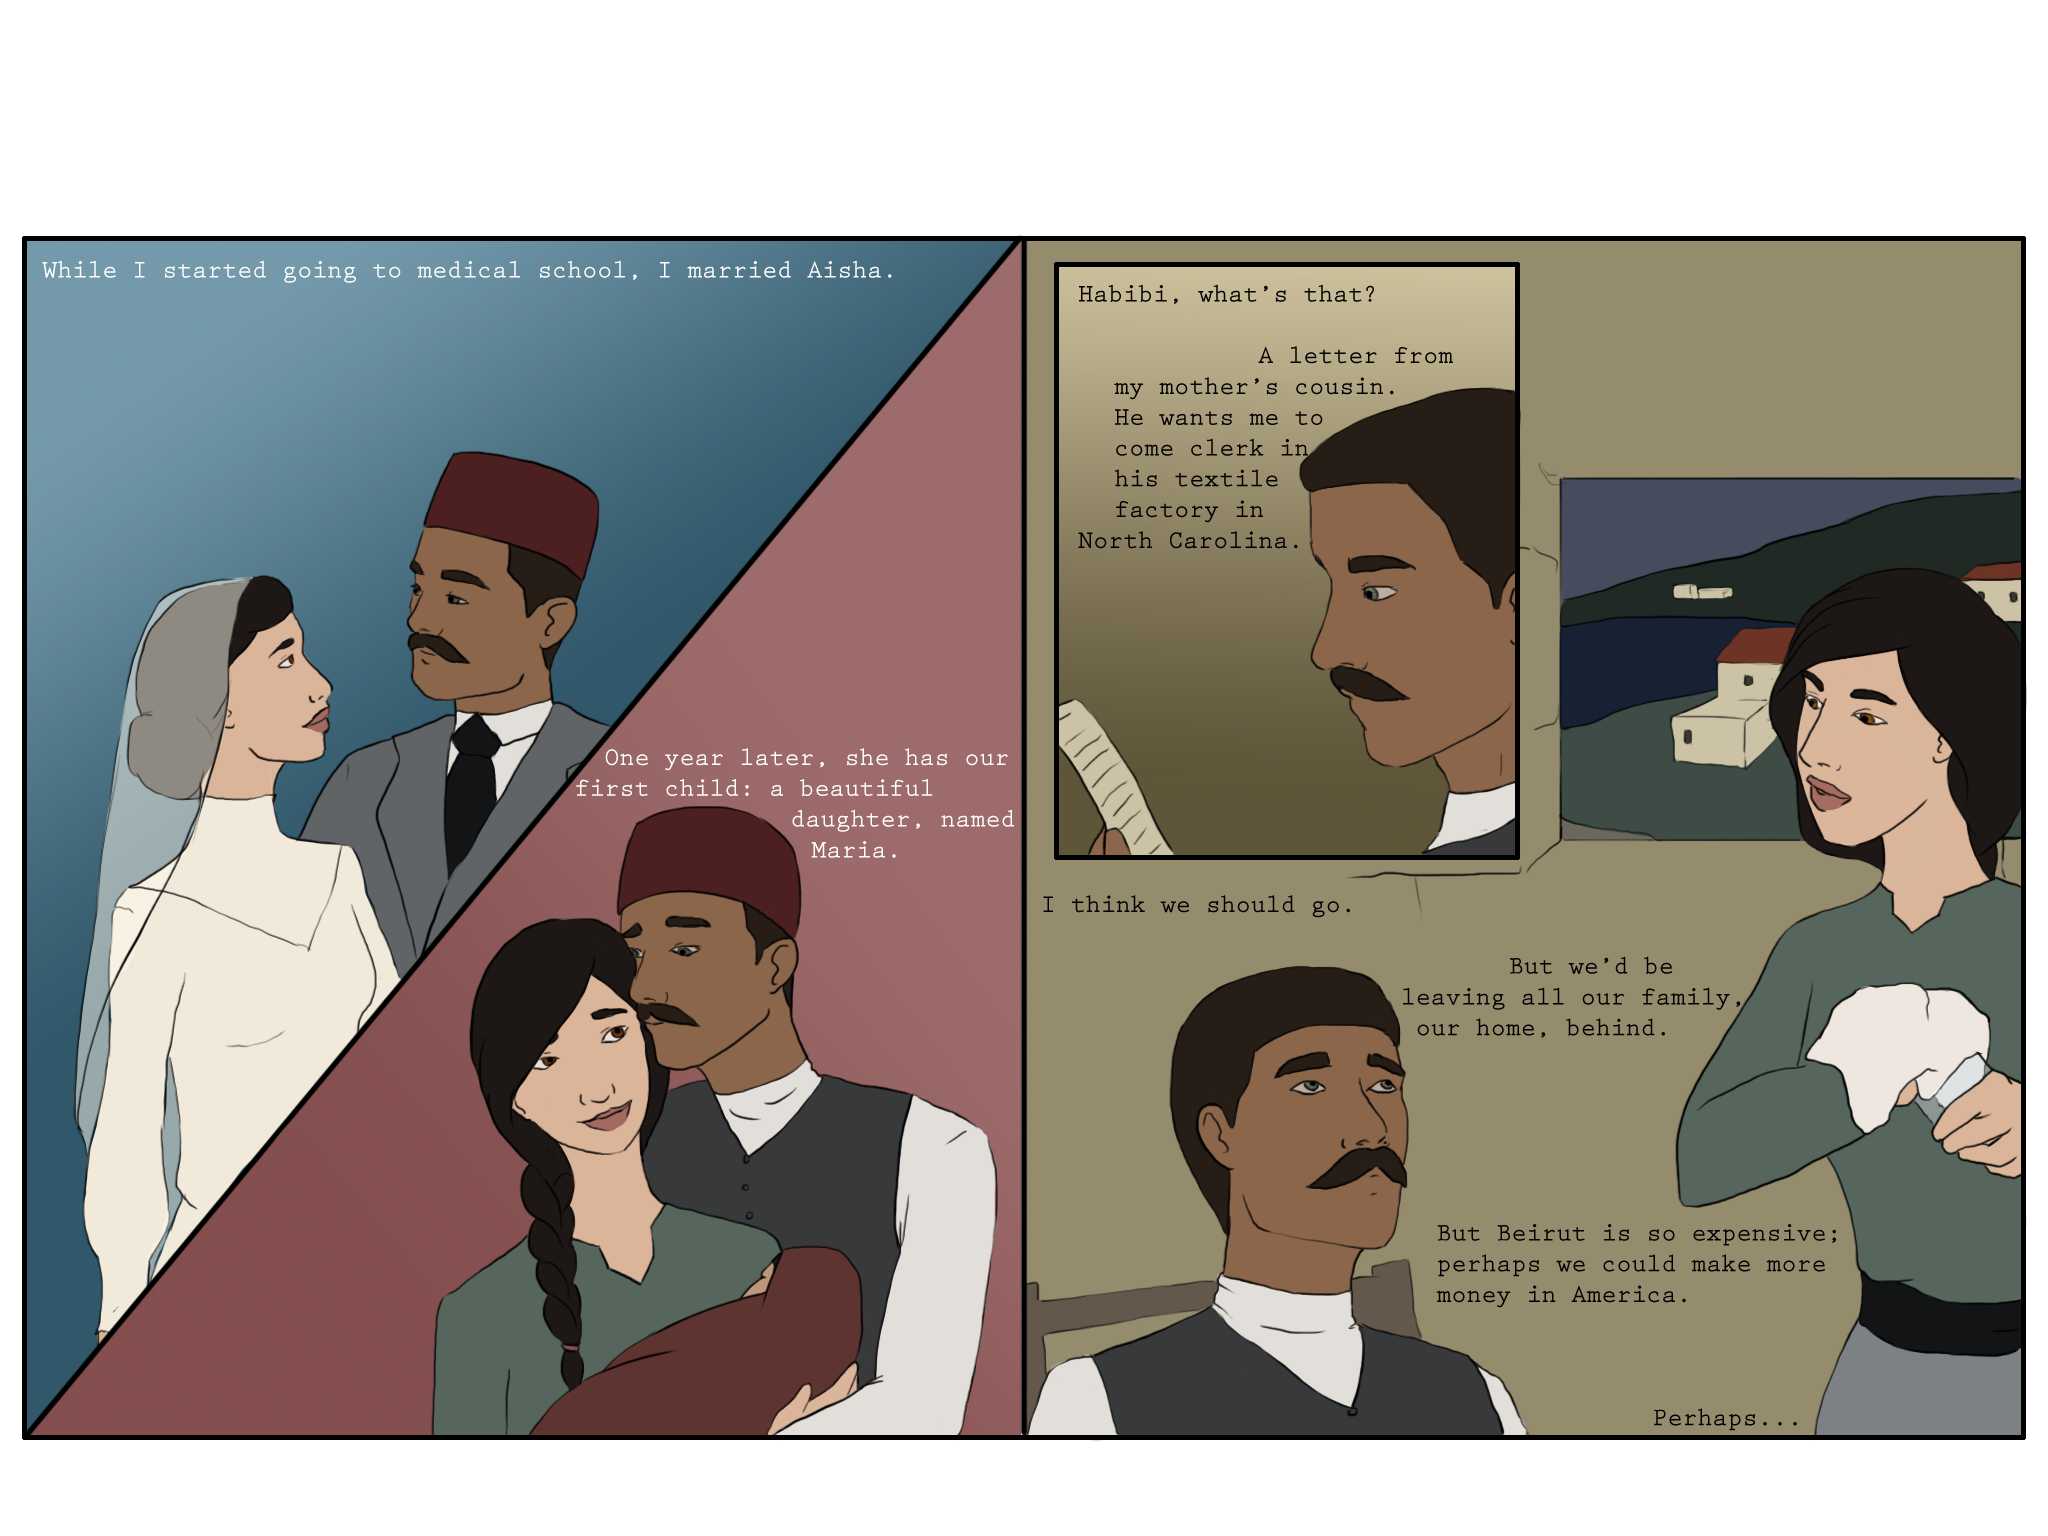 While I started going to medical school, I married Aisha.
One year later, she has our
first child: a beautiful
daughter, named
Maria.
Habibi, what's that?
A letter from
my mother's cousin.
He wants me to
come clerk in
his textile
factory in
North Carolina.
I think we should go.
But we'd be
leaving all our family,
our home, behind.
But Beirut is so expensive;
perhaps we could make more
money in America.
Perhaps...